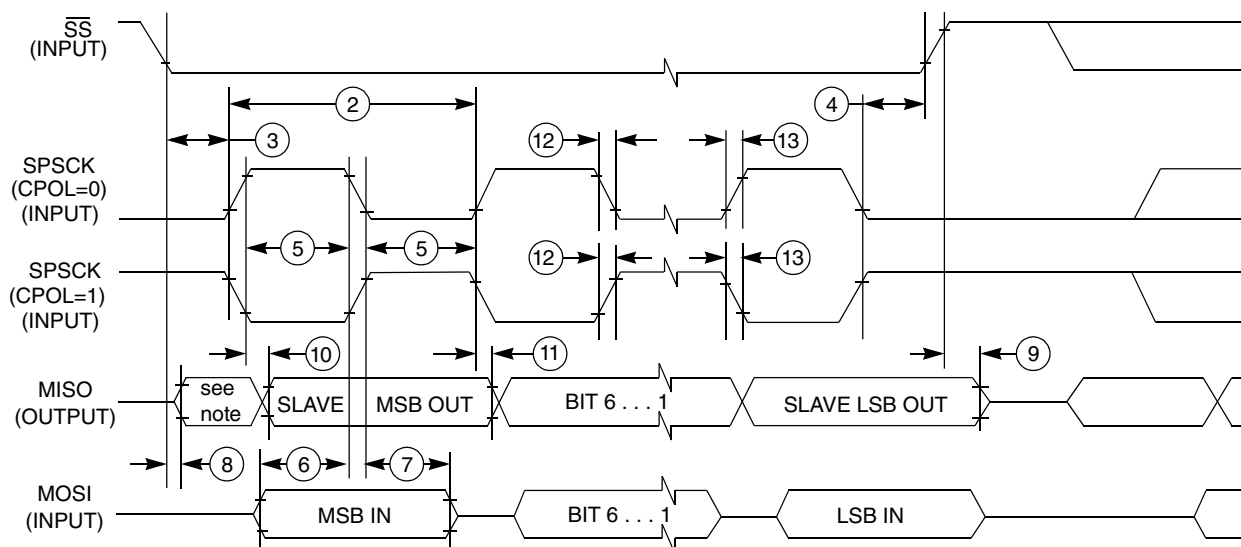 SS
(INPUT)
2
4
3
12
13
SPSCK
(CPOL=0)
(INPUT)
5
5
12
13
SPSCK
(CPOL=1)
(INPUT)
10
11
9
MISO
(OUTPUT)
see
note
SLAVE
MSB OUT
BIT 6 . . . 1
SLAVE LSB OUT
8
6
7
MOSI
(INPUT)
MSB IN
BIT 6 . . . 1
LSB IN